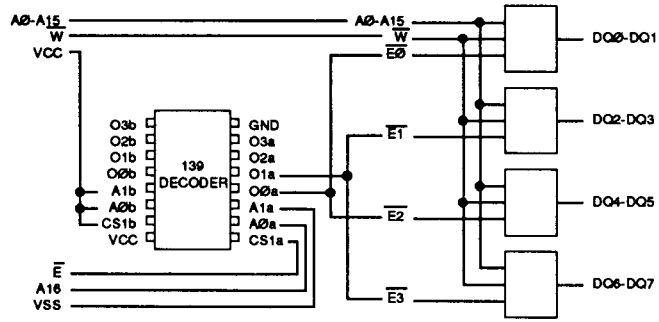 AØ-A15
W
VCC
AØ-A15
W
EØ
E1
E2
E3
DQØ-DQ1
DQ2-DQ3
DQ4-DQ5
DQ6-DQ7
O3b
O2b
O1b
OØb
A1b
AØb
CS1b
VCC
139
DECODER
GND
O3a
O2a
O1a
OØa
A1a
AØa
CS1a
E
A16
VSS